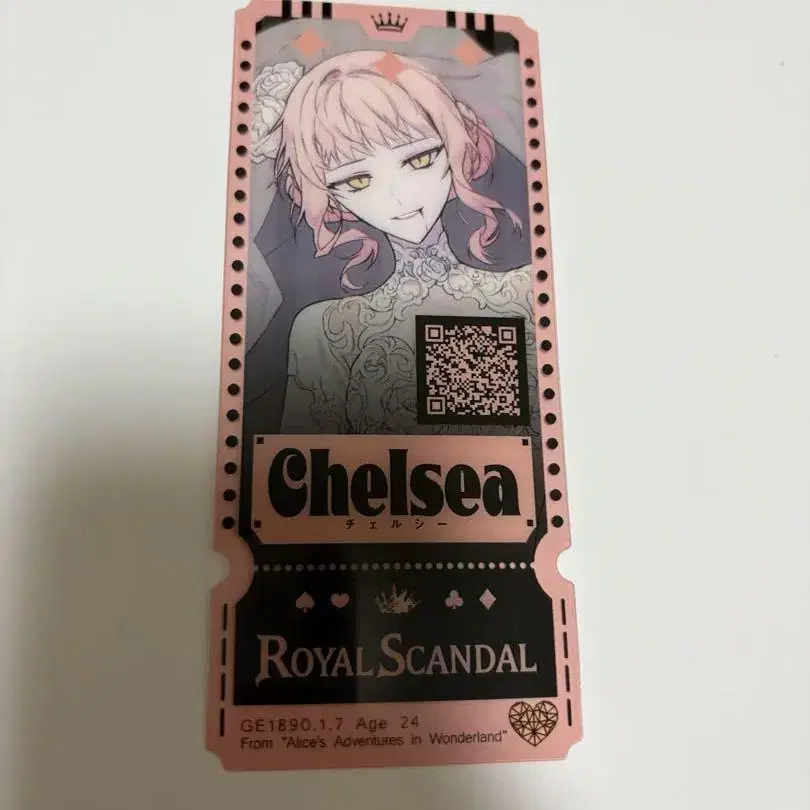 Chelsea
チェルシー
ROYAL SCANDAL
GE1890.1.7 Age 24
From "Alice's Adventures in Wonderland"